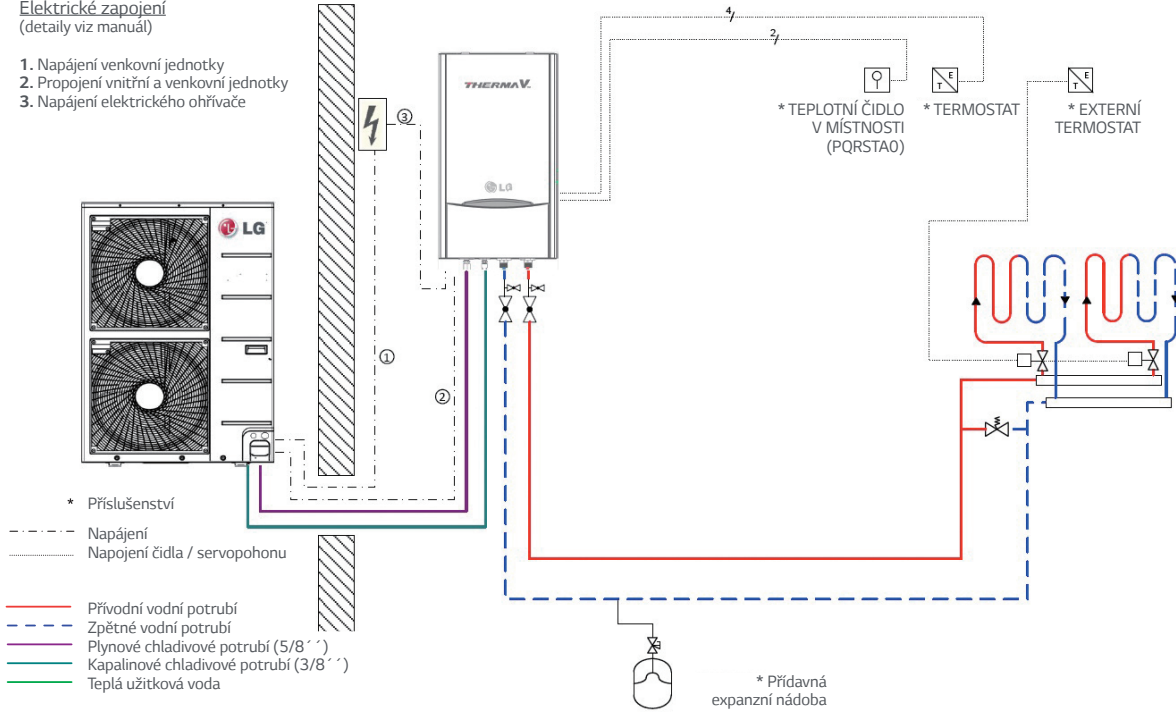 Elektrické zapojení
(detaily viz manuál)
1. Napájení venkovní jednotky
2. Propojení vnitřní a venkovní jednotky
3. Napájení elektrického ohřívače
4
2
THERMA V.
LG
③
E
T
E
T
* TEPLOTNÍ ČIDLO
V MÍSTNOSTI
(PQRSTA0)
* TERMOSTAT
* EXTERNÍ
TERMOSTAT
LG
①
②
* Příslušenství
Napájení
Napojení čidla / servopohonu
Přívodní vodní potrubí
Zpětné vodní potrubí
Plynové chladivové potrubí (5/8´´)
Kapalinové chladivové potrubí (3/8´´)
Teplá užitková voda
* Přídavná
expanzní nádoba